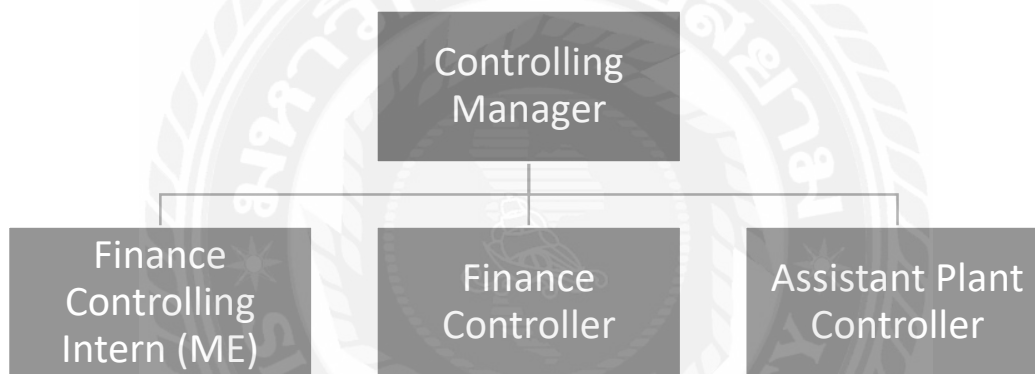 Controlling
Manager
Finance
Controlling
Intern (ME)
Finance
Controller
Assistant Plant
Controller